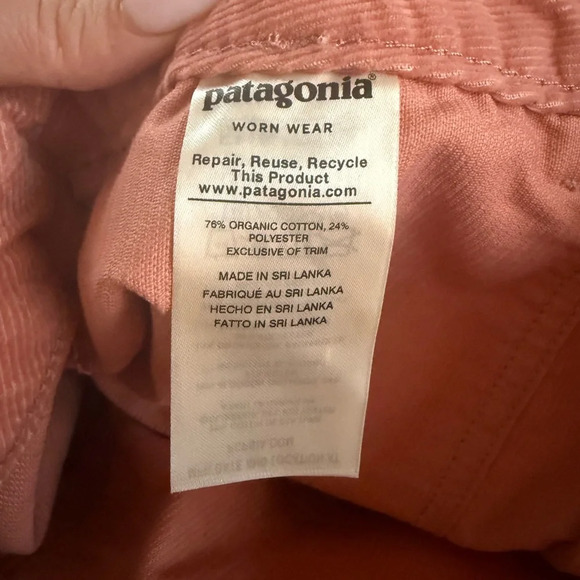 patagonia®
WORN WEAR
Repair, Reuse, Recycle
This Product
www.patagonia.com
76% ORGANIC COTTON, 24%
POLYESTER
EXCLUSIVE OF TRIM
MADE IN SRI LANKA
FABRIQUÉ AU SRI LANKA
HECHO EN SRI LANKA
FATTO IN SRI LANKA